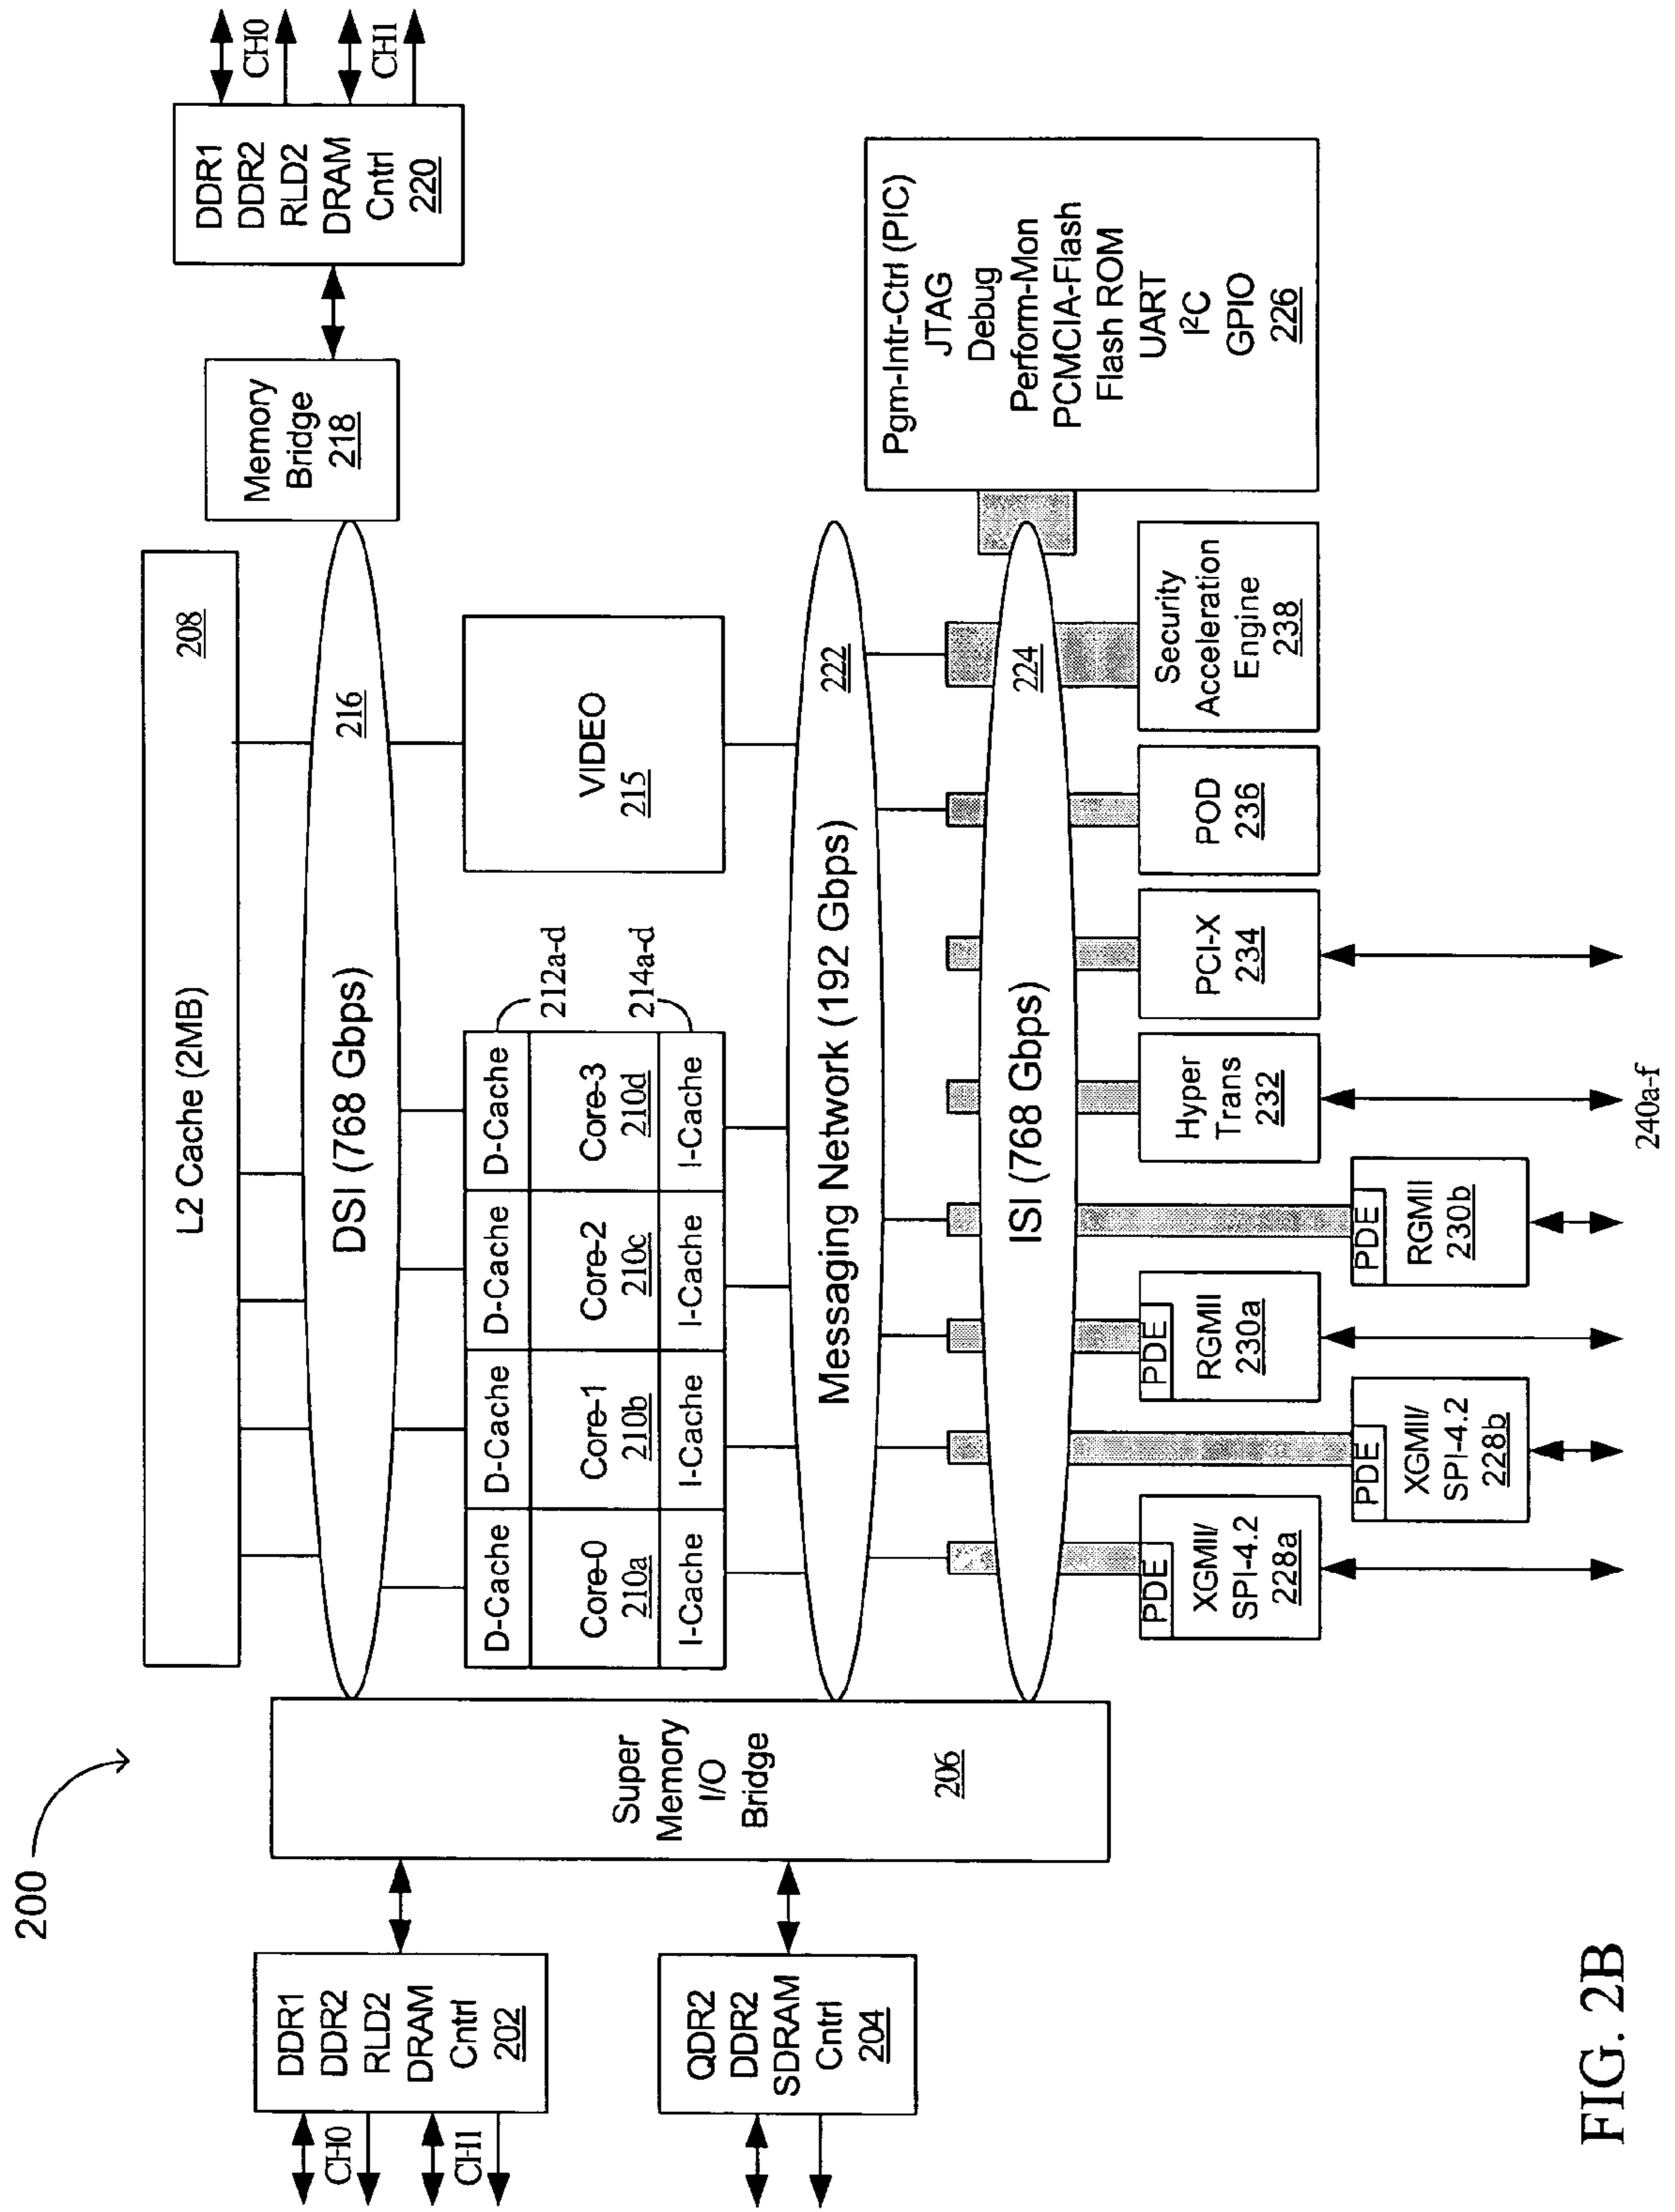 200
L2 Cache (2MB)
208
DDR1
DDR2
RLD2
DRAM
Cntrl
202
CH0
CH1
QDR2
DDR2
SDRAM
Cntrl
204
Super
Memory
I/O
Bridge
206
DSI (768 Gbps)
216
Memory
Bridge
218
DDR1
DDR2
RLD2
DRAM
Cntrl
220
CH0
CH1
D-Cache
D-Cache
D-Cache
D-Cache
212a-d
Core-0
210a
Core-1
210b
Core-2
210c
Core-3
210d
I-Cache
I-Cache
I-Cache
I-Cache
214a-d
VIDEO
215
Messaging Network (192 Gbps)
222
ISI (768 Gbps)
224
Pgm-Intr-Ctrl (PIC)
JTAG
Debug
Perform-Mon
PCMCIA-Flash
Flash ROM
UART
I²C
GPIO
226
PDE
XGMII/
SPI-4.2
228a
PDE
XGMII/
SPI-4.2
228b
PDE
RGMII
230a
PDE
RGMII
230b
Hyper
Trans
232
PCI-X
234
POD
236
Security
Acceleration
Engine
238
240a-f
FIG. 2B